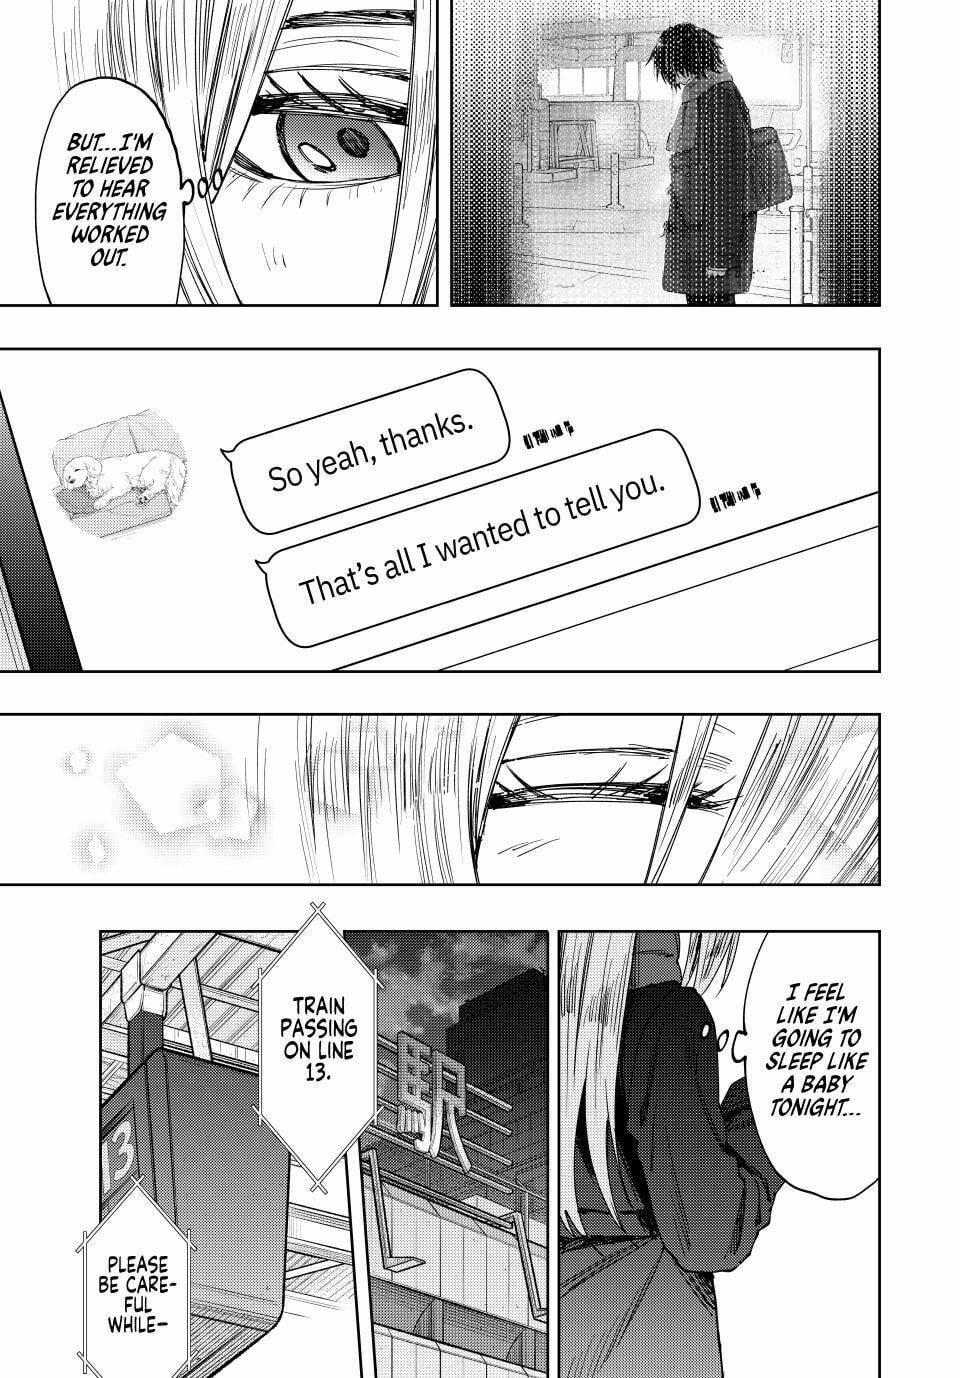 BUT...I'M
RELIEVED
TO HEAR
EVERYTHING
WORKED
OUT.
So yeah, thanks.
That's all I wanted to tell you.
I FEEL
LIKE I'M
GOING TO
SLEEP LIKE
A BABY
TONIGHT...
TRAIN
PASSING
ON LINE
13.
駅
13
PLEASE
BE CARE-
FUL
WHILE-